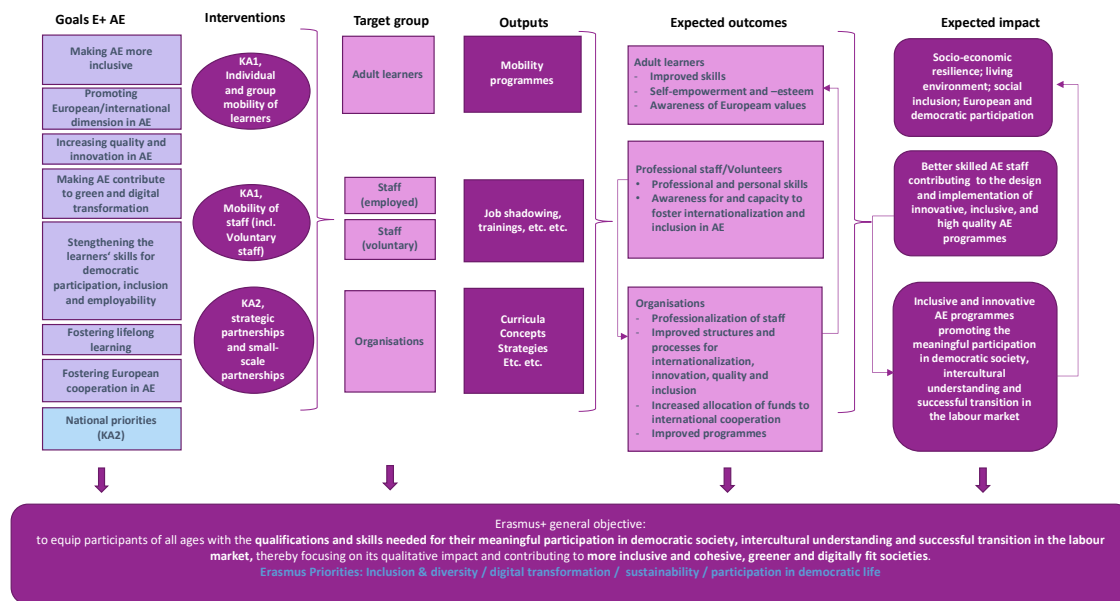 Goals E+ AE
Making AE more
inclusive
Promoting
European/international
dimension in AE
Increasing quality and
innovation in AE
Making AE contribute
to green and digital
transformation
Stengthening the
learners' skills for
democratic
participation, inclusion
and employability
Fostering lifelong
learning
Fostering European
cooperation in AE
National priorities
(KA2)
Interventions
KA1,
Individual
and group
mobility of
learners
KA1,
Mobility of
staff (incl.
Voluntary
staff)
KA2,
strategic
partnerships
and small-
scale
partnerships
Target group
Adult learners
Staff
(employed)
Staff
(voluntary)
Organisations
Outputs
Mobility
programmes
Job shadowing,
trainings, etc. etc.
Curricula
Concepts
Strategies
Etc. etc.
Expected outcomes
Adult learners
- Improved skills
- Self-empowerment and –esteem
- Awareness of European values
Professional staff/Volunteers
• Professional and personal skills
• Awareness for and capacity to
foster internationalization and
inclusion in AE
Organisations
- Professionalization of staff
- Improved structures and
processes for
internationalization,
innovation, quality and
inclusion
- Increased allocation of funds to
international cooperation
- Improved programmes
Expected impact
Socio-economic
resilience; living
environment; social
inclusion; European and
democratic participation
Better skilled AE staff
contributing to the design
and implementation of
innovative, inclusive, and
high quality AE
programmes
Inclusive and innovative
AE programmes
promoting the
meaningful participation
in democratic society,
intercultural
understanding and
successful transition in
the labour market
Erasmus+ general objective:
to equip participants of all ages with the qualifications and skills needed for their meaningful participation in democratic society, intercultural understanding and successful transition in the labour
market, thereby focusing on its qualitative impact and contributing to more inclusive and cohesive, greener and digitally fit societies.
Erasmus Priorities: Inclusion & diversity / digital transformation / sustainability / participation in democratic life